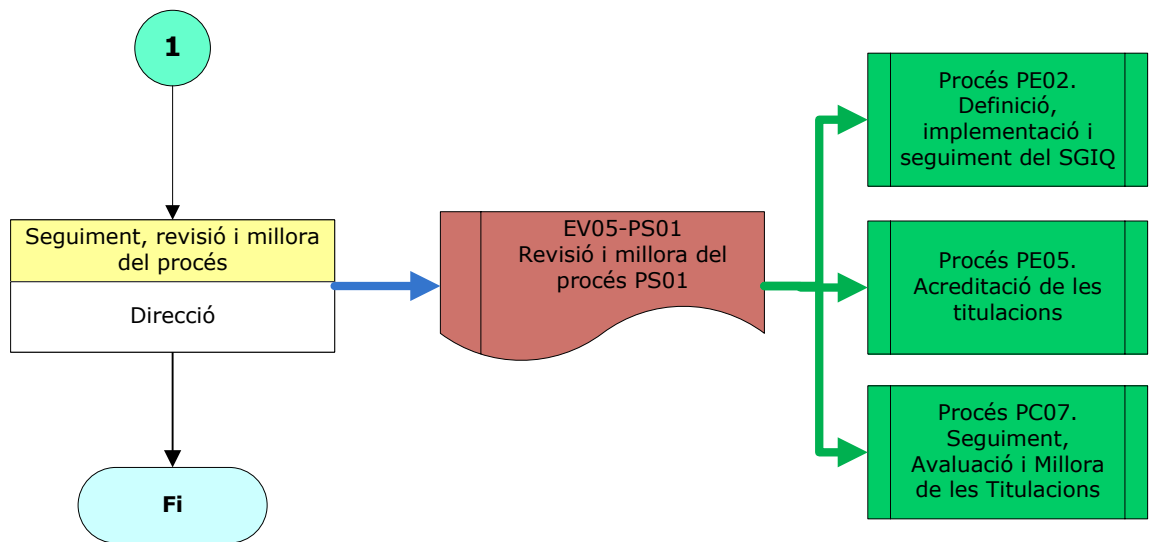 1
Seguiment, revisió i millora
del procés
Direcció
Fi
EV05-PS01
Revisió i millora del
procés PS01
Procés PE02.
Definició,
implementació i
seguiment del SGIQ
Procés PE05.
Acreditació de les
titulacions
Procés PC07.
Seguiment,
Avaluació i Millora
de les Titulacions